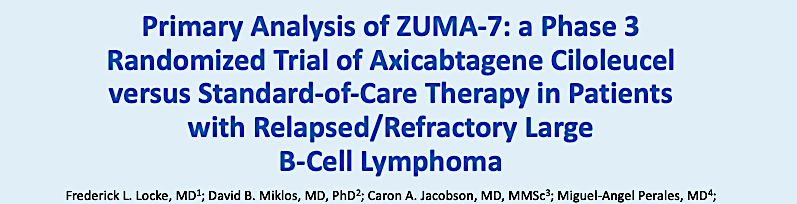 Primary Analysis of ZUMA-7: a Phase 3
Randomized Trial of Axicabtagene Ciloleucel
versus Standard-of-Care Therapy in Patients
with Relapsed/Refractory Large
B-Cell Lymphoma
Frederick L. Locke, MD¹; David B. Miklos, MD, PhD²; Caron A. Jacobson, MD, MMSc³; Miguel-Angel Perales, MD⁴;